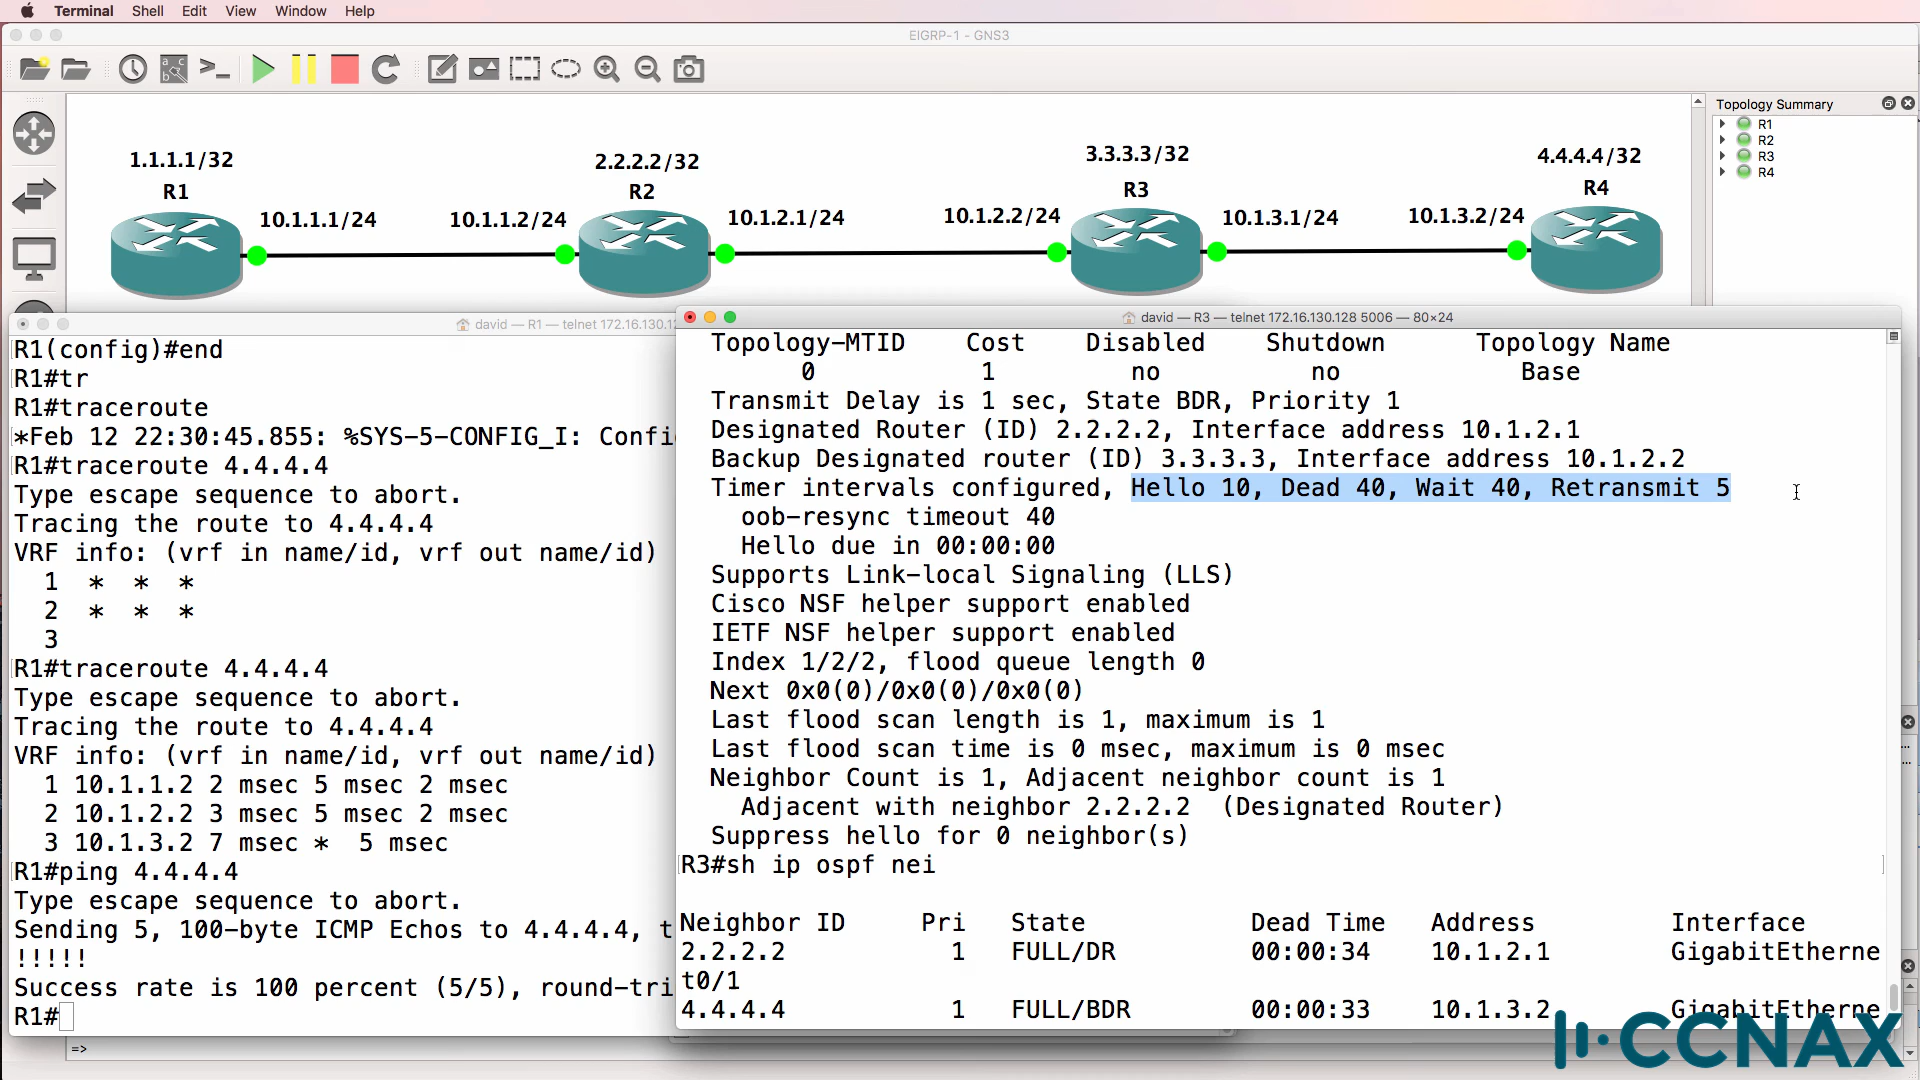 Terminal Shell Edit View Window Help
EIGRP-1 - GNS3
Topology Summary
R1
R2
R3
R4
1.1.1.1/32
R1
10.1.1.1/24
10.1.1.2/24
2.2.2.2/32
R2
10.1.2.1/24
10.1.2.2/24
3.3.3.3/32
R3
10.1.3.1/24
10.1.3.2/24
4.4.4.4/32
R4
david — R1 — telnet 172.16.130.12
R1(config)#end
R1#tr
R1#traceroute
*Feb 12 22:30:45.855: %SYS-5-CONFIG_I: Confi
R1#traceroute 4.4.4.4
Type escape sequence to abort.
Tracing the route to 4.4.4.4
VRF info: (vrf in name/id, vrf out name/id)
1 * * *
2 * * *
3
R1#traceroute 4.4.4.4
Type escape sequence to abort.
Tracing the route to 4.4.4.4
VRF info: (vrf in name/id, vrf out name/id)
1 10.1.1.2 2 msec 5 msec 2 msec
2 10.1.2.2 3 msec 5 msec 2 msec
3 10.1.3.2 7 msec * 5 msec
R1#ping 4.4.4.4
Type escape sequence to abort.
Sending 5, 100-byte ICMP Echos to 4.4.4.4, t
!!!!!
Success rate is 100 percent (5/5), round-tri
R1#
=>
david — R3 — telnet 172.16.130.128 5006 — 80×24
Topology-MTID Cost Disabled Shutdown Topology Name
0 1 no no Base
Transmit Delay is 1 sec, State BDR, Priority 1
Designated Router (ID) 2.2.2.2, Interface address 10.1.2.1
Backup Designated router (ID) 3.3.3.3, Interface address 10.1.2.2
Timer intervals configured, Hello 10, Dead 40, Wait 40, Retransmit 5
oob-resync timeout 40
Hello due in 00:00:00
Supports Link-local Signaling (LLS)
Cisco NSF helper support enabled
IETF NSF helper support enabled
Index 1/2/2, flood queue length 0
Next 0x0(0)/0x0(0)/0x0(0)
Last flood scan length is 1, maximum is 1
Last flood scan time is 0 msec, maximum is 0 msec
Neighbor Count is 1, Adjacent neighbor count is 1
Adjacent with neighbor 2.2.2.2 (Designated Router)
Suppress hello for 0 neighbor(s)
R3#sh ip ospf nei
Neighbor ID Pri State Dead Time Address Interface
2.2.2.2 1 FULL/DR 00:00:34 10.1.2.1 GigabitEtherne
t0/1
4.4.4.4 1 FULL/BDR 00:00:33 10.1.3.2 GigabitEtherne
CCNAX